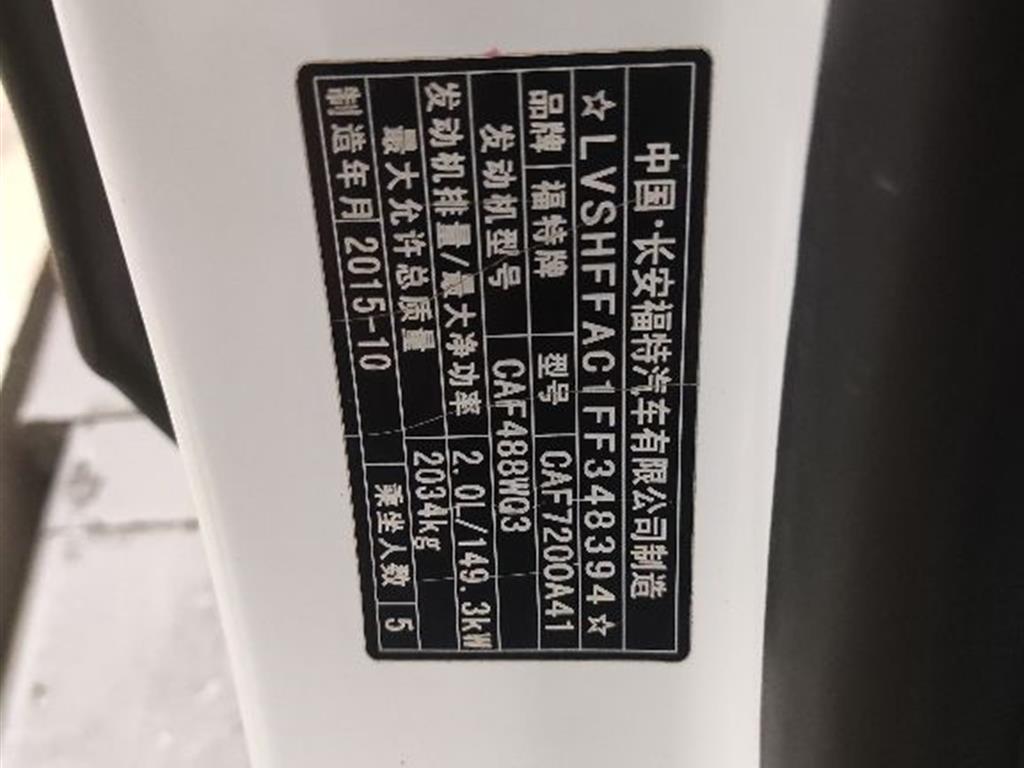 中国·长安福特汽车有限公司制造
☆LVSHFFAC1FF348394☆
品牌 福特牌 型号 CAF7200A41
发动机型号 CAF488WQ3
发动机排量/最大净功率 2.0L/149.3kW
最大允许总质量 2034kg
制造年月 2015-10 乘坐人数 5